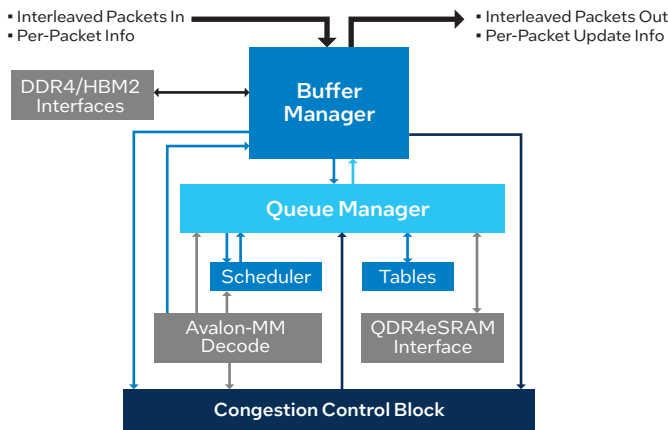 ▪ Interleaved Packets In
▪ Per-Packet Info
▪ Interleaved Packets Out
▪ Per-Packet Update Info
DDR4/HBM2
Interfaces
Buffer
Manager
Queue Manager
Scheduler
Tables
Avalon-MM
Decode
QDR4eSRAM
Interface
Congestion Control Block